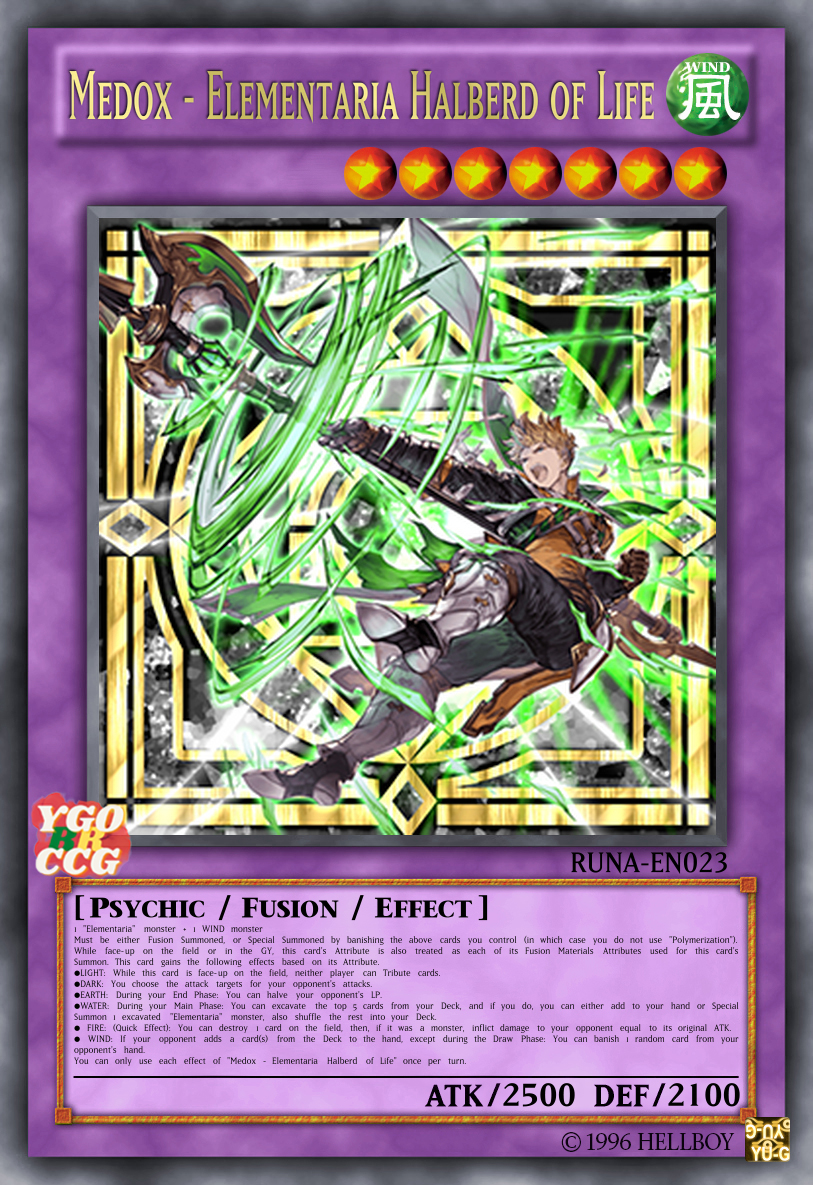 Medox - Elementaria Halberd of Life
WIND
風
YGO
RR
CCG
RUNA-EN023
[ Psychic / Fusion / Effect ]
1 "Elementaria" monster + 1 WIND monster
Must be either Fusion Summoned, or Special Summoned by banishing the above cards you control (in which case you do not use "Polymerization").
While face-up on the field or in the GY, this card's Attribute is also treated as each of its Fusion Materials Attributes used for this card's
Summon. This card gains the following effects based on its Attribute.
●LIGHT: While this card is face-up on the field, neither player can Tribute cards.
●DARK: You choose the attack targets for your opponent's attacks.
●EARTH: During your End Phase: You can halve your opponent's LP.
●WATER: During your Main Phase: You can excavate the top 5 cards from your Deck, and if you do, you can either add to your hand or Special
Summon 1 excavated "Elementaria" monster, also shuffle the rest into your Deck.
● FIRE: (Quick Effect): You can destroy 1 card on the field, then, if it was a monster, inflict damage to your opponent equal to its original ATK.
● WIND: If your opponent adds a card(s) from the Deck to the hand, except during the Draw Phase: You can banish 1 random card from your
opponent's hand.
You can only use each effect of "Medox - Elementaria Halberd of Life" once per turn.
ATK/2500 DEF/2100
© 1996 HELLBOY